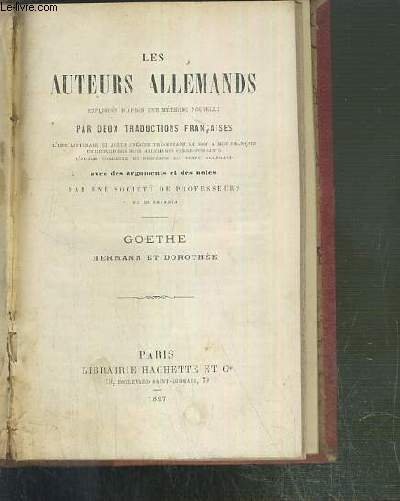 www.le-livre.com
LES
AUTEURS ALLEMANDS
EXPLIQUÉS D'APRÈS UNE MÉTHODE NOUVELLE
PAR DEUX TRADUCTIONS FRANÇAISES
avec des arguments et des notes
PAR UNE SOCIÉTÉ DE PROFESSEURS
GOETHE
HERMANN ET DOROTHÉE
PARIS
LIBRAIRIE HACHETTE ET Cie
79, BOULEVARD SAINT-GERMAIN, 79